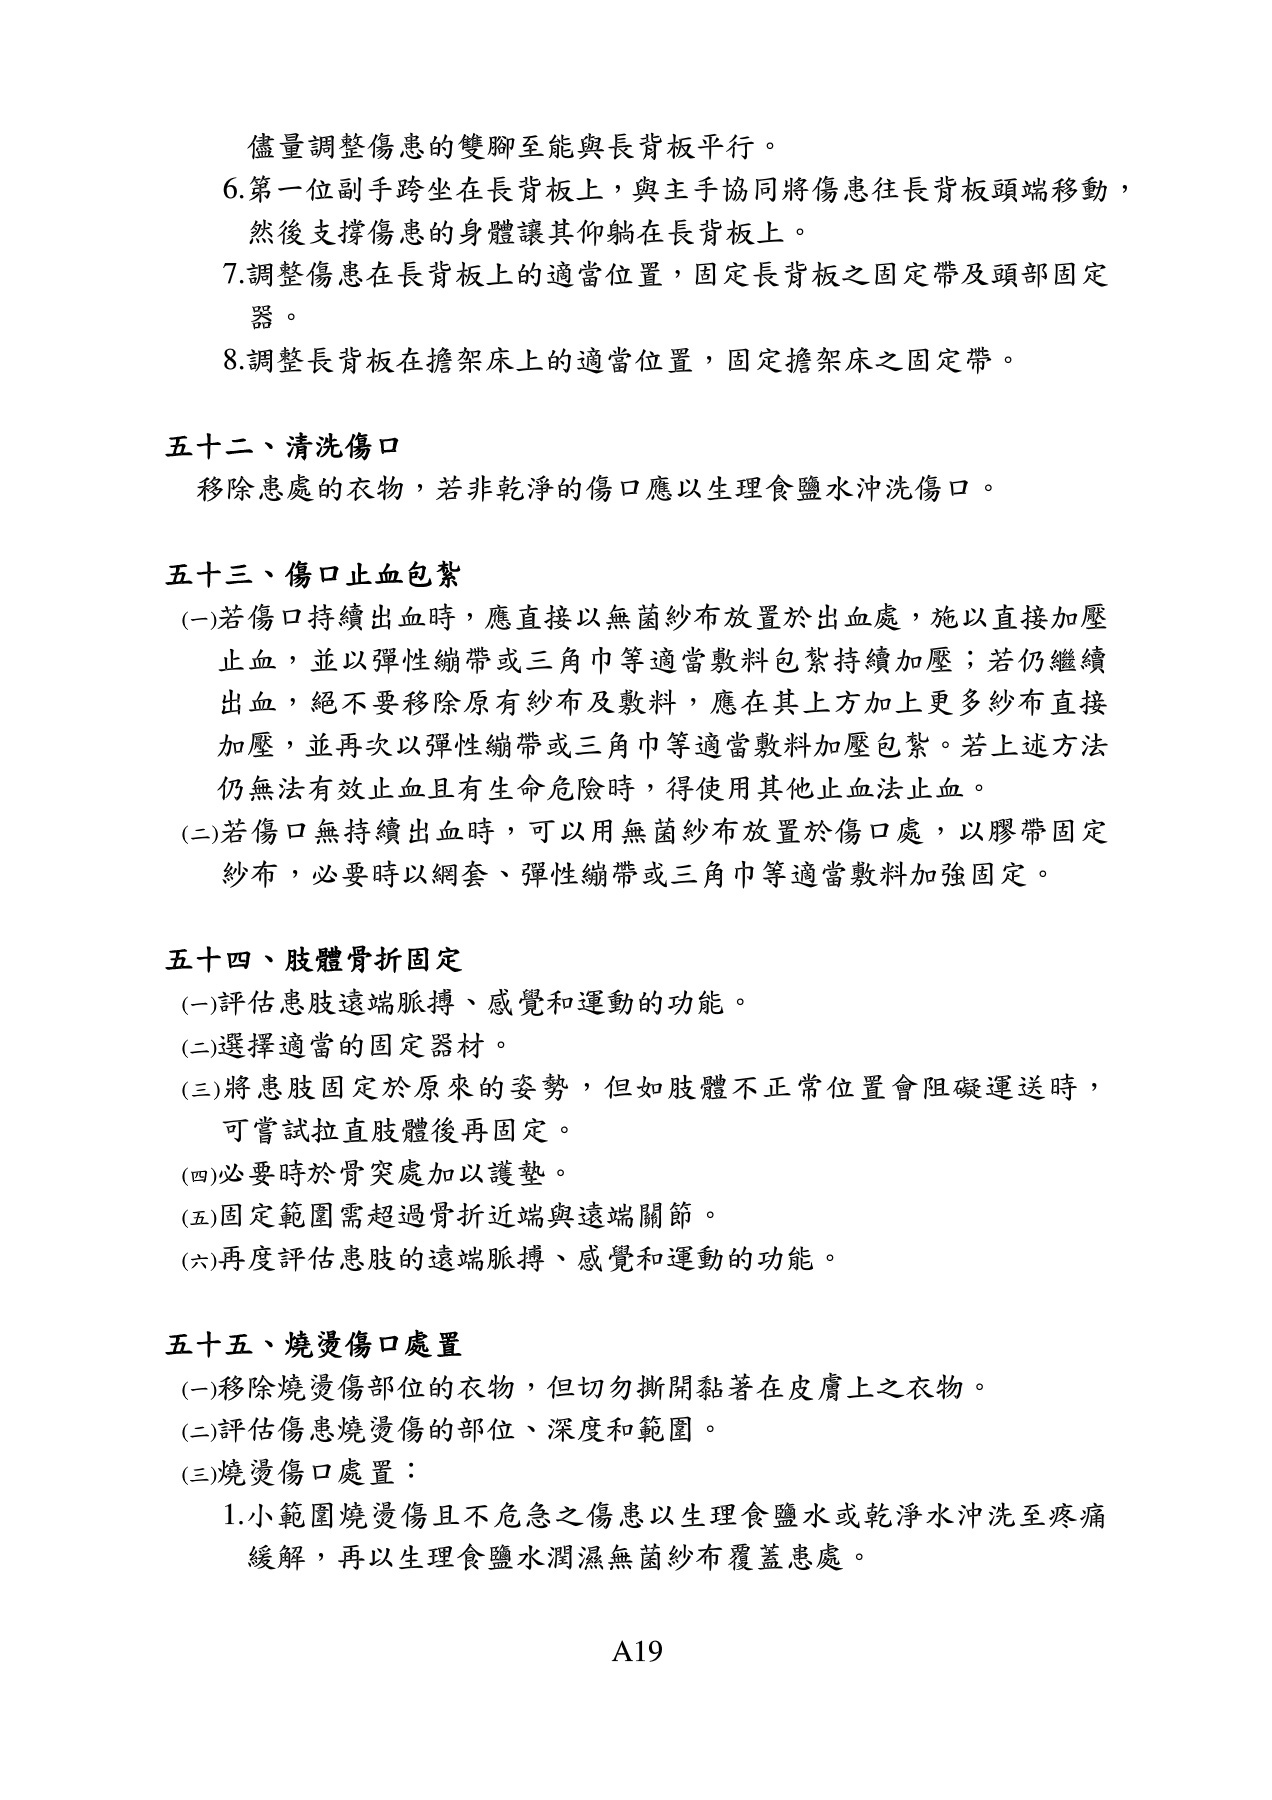 儘量調整傷患的雙腳至能與長背板平行。
6.第一位副手跨坐在長背板上，與主手協同將傷患往長背板頭端移動，
然後支撐傷患的身體讓其仰躺在長背板上。
7.調整傷患在長背板上的適當位置，固定長背板之固定帶及頭部固定
器。
8.調整長背板在擔架床上的適當位置，固定擔架床之固定帶。
五十二、清洗傷口
移除患處的衣物，若非乾淨的傷口應以生理食鹽水沖洗傷口。
五十三、傷口止血包紮
(一)若傷口持續出血時，應直接以無菌紗布放置於出血處，施以直接加壓
止血，並以彈性繃帶或三角巾等適當敷料包紮持續加壓；若仍繼續
出血，絕不要移除原有紗布及敷料，應在其上方加上更多紗布直接
加壓，並再次以彈性繃帶或三角巾等適當敷料加壓包紮。若上述方法
仍無法有效止血且有生命危險時，得使用其他止血法止血。
(二)若傷口無持續出血時，可以用無菌紗布放置於傷口處，以膠帶固定
紗布，必要時以網套、彈性繃帶或三角巾等適當敷料加強固定。
五十四、肢體骨折固定
(一)評估患肢遠端脈搏、感覺和運動的功能。
(二)選擇適當的固定器材。
(三)將患肢固定於原來的姿勢，但如肢體不正常位置會阻礙運送時，
可嘗試拉直肢體後再固定。
(四)必要時於骨突處加以護墊。
(五)固定範圍需超過骨折近端與遠端關節。
(六)再度評估患肢的遠端脈搏、感覺和運動的功能。
五十五、燒燙傷口處置
(一)移除燒燙傷部位的衣物，但切勿撕開黏著在皮膚上之衣物。
(二)評估傷患燒燙傷的部位、深度和範圍。
(三)燒燙傷口處置：
1.小範圍燒燙傷且不危急之傷患以生理食鹽水或乾淨水沖洗至疼痛
緩解，再以生理食鹽水潤濕無菌紗布覆蓋患處。
A19